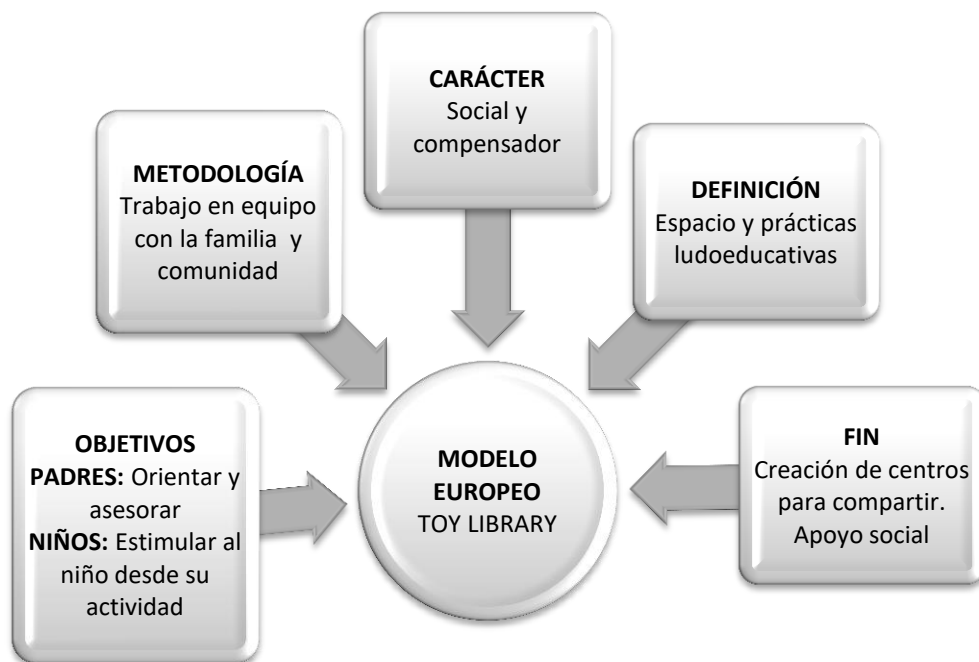 OBJETIVOS
PADRES: Orientar y
asesorar
NIÑOS: Estimular al
niño desde su
actividad
METODOLOGÍA
Trabajo en equipo
con la familia y
comunidad
CARÁCTER
Social y
compensador
DEFINICIÓN
Espacio y prácticas
ludoeducativas
FIN
Creación de centros
para compartir.
Apoyo social
MODELO
EUROPEO
TOY LIBRARY